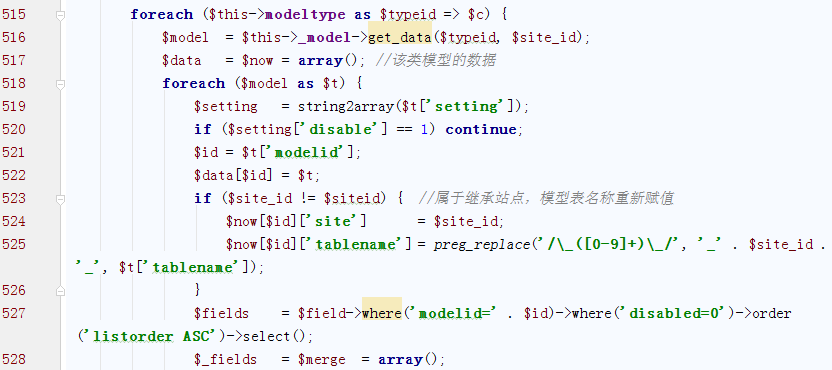 515 foreach ($this->modeltype as $typeid => $c) {
516 $model = $this->_model->get_data($typeid, $site_id);
517 $data = $now = array(); //该类模型的数据
518 foreach ($model as $t) {
519 $setting = string2array($t['setting']);
520 if ($setting['disable'] == 1) continue;
521 $id = $t['modelid'];
522 $data[$id] = $t;
523 if ($site_id != $siteid) { //属于继承站点，模型表名称重新赋值
524 $now[$id]['site'] = $site_id;
525 $now[$id]['tablename'] = preg_replace('/\_([0-9]+)\_/', '_' . $site_id .
'_', $t['tablename']);
526 }
527 $fields = $field->where('modelid=' . $id)->where('disabled=0')->order
('listorder ASC')->select();
528 $_fields = $merge = array();